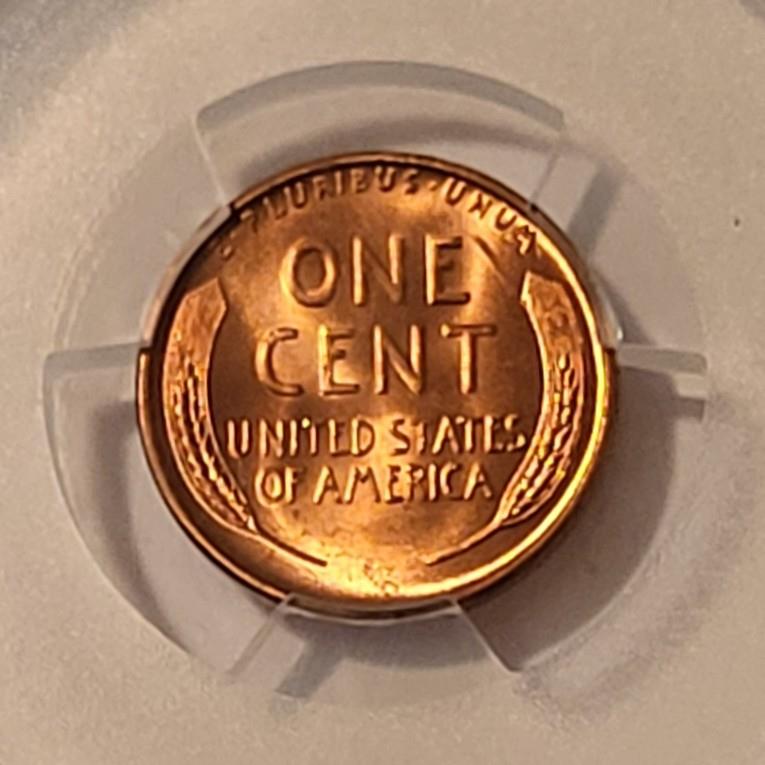 E · PLURIBUS · UNUM
ONE
CENT
UNITED STATES
OF AMERICA